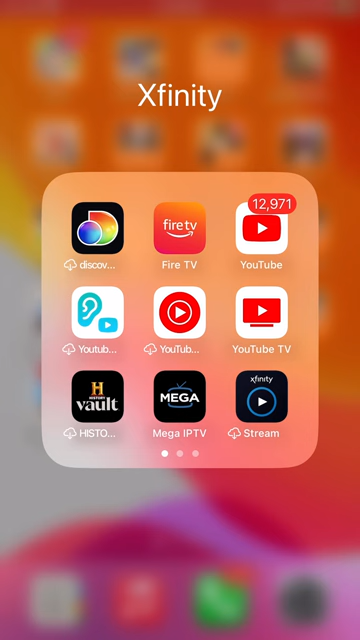 Xfinity
12,971
fire tv
discov...
Fire TV
YouTube
Youtub...
YouTub...
YouTube TV
H
HISTORY
vault
MEGA
xfinity
HISTO...
Mega IPTV
Stream